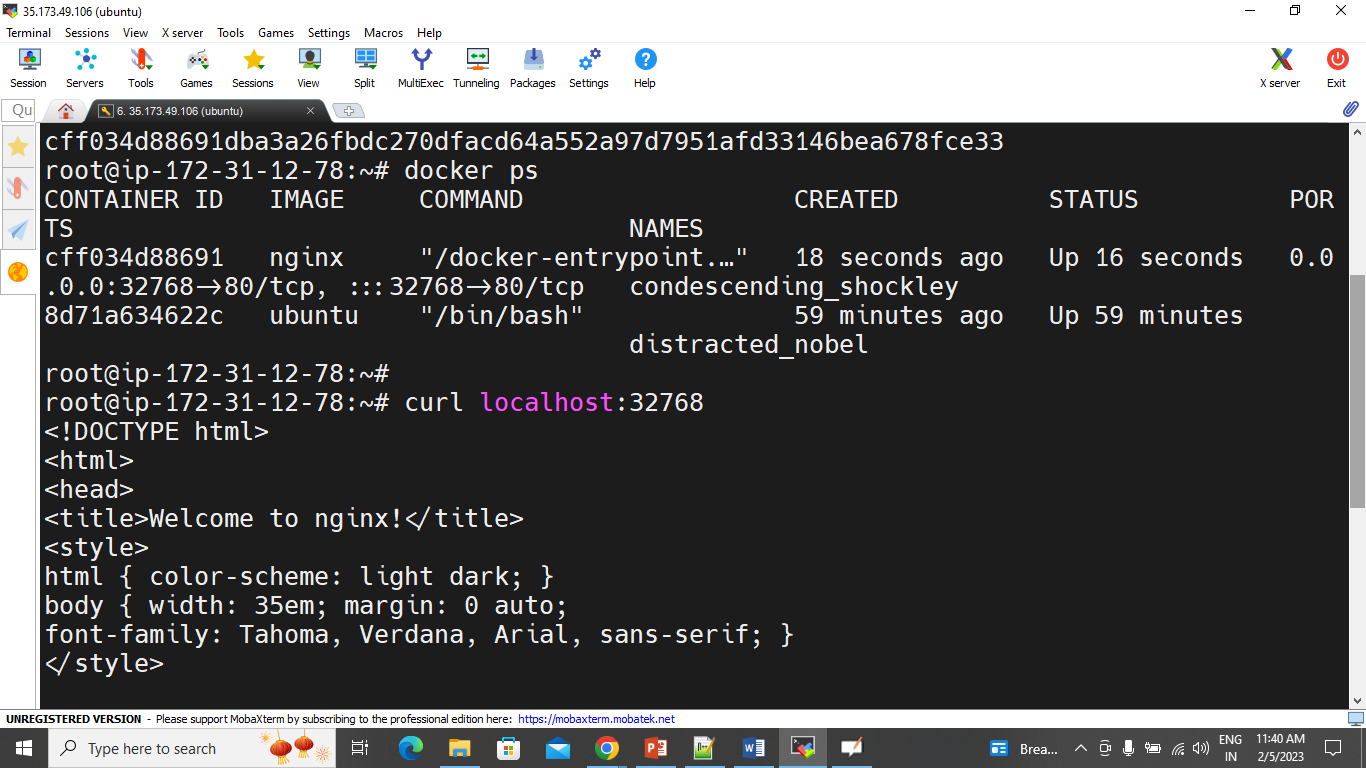 35.173.49.106 (ubuntu)
Terminal Sessions View X server Tools Games Settings Macros Help
Session Servers Tools Games Sessions View Split MultiExec Tunneling Packages Settings Help X server Exit
Qu
6. 35.173.49.106 (ubuntu)
cff034d88691dba3a26fbdc270dfacd64a552a97d7951afd33146bea678fce33
root@ip-172-31-12-78:~# docker ps
CONTAINER ID IMAGE COMMAND CREATED STATUS POR
TS NAMES
cff034d88691 nginx "/docker-entrypoint.…" 18 seconds ago Up 16 seconds 0.0
.0.0:32768->80/tcp, :::32768->80/tcp condescending_shockley
8d71a634622c ubuntu "/bin/bash" 59 minutes ago Up 59 minutes
distracted_nobel
root@ip-172-31-12-78:~#
root@ip-172-31-12-78:~# curl localhost:32768
<!DOCTYPE html>
<html>
<head>
<title>Welcome to nginx!</title>
<style>
html { color-scheme: light dark; }
body { width: 35em; margin: 0 auto;
font-family: Tahoma, Verdana, Arial, sans-serif; }
</style>
UNREGISTERED VERSION - Please support MobaXterm by subscribing to the professional edition here: https://mobaxterm.mobatek.net
Type here to search
Brea...
ENG
IN
11:40 AM
2/5/2023